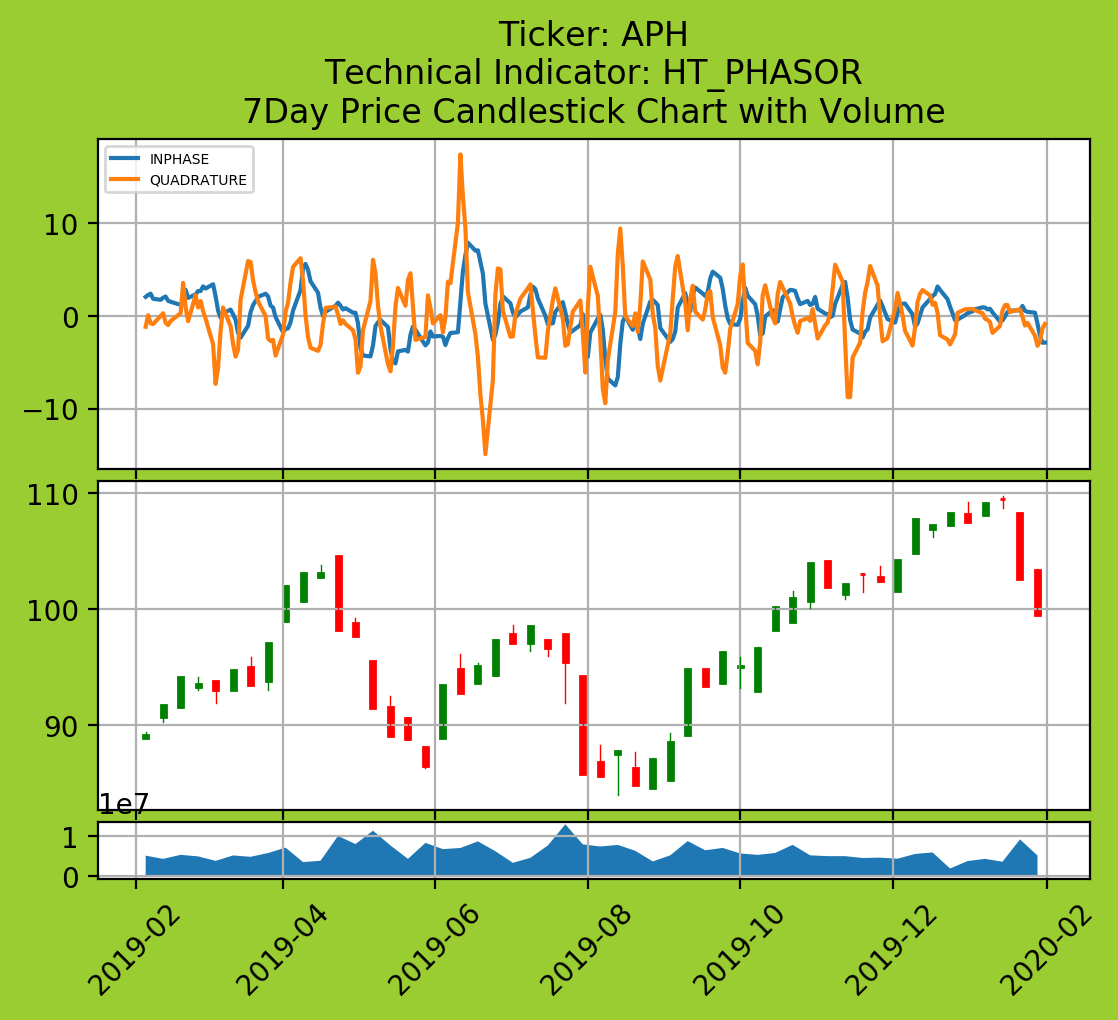 Ticker: APH
Technical Indicator: HT_PHASOR
7Day Price Candlestick Chart with Volume
INPHASE
QUADRATURE
10
0
−10
110
100
90
1e7
1
0
2019-02
2019-04
2019-06
2019-08
2019-10
2019-12
2020-02